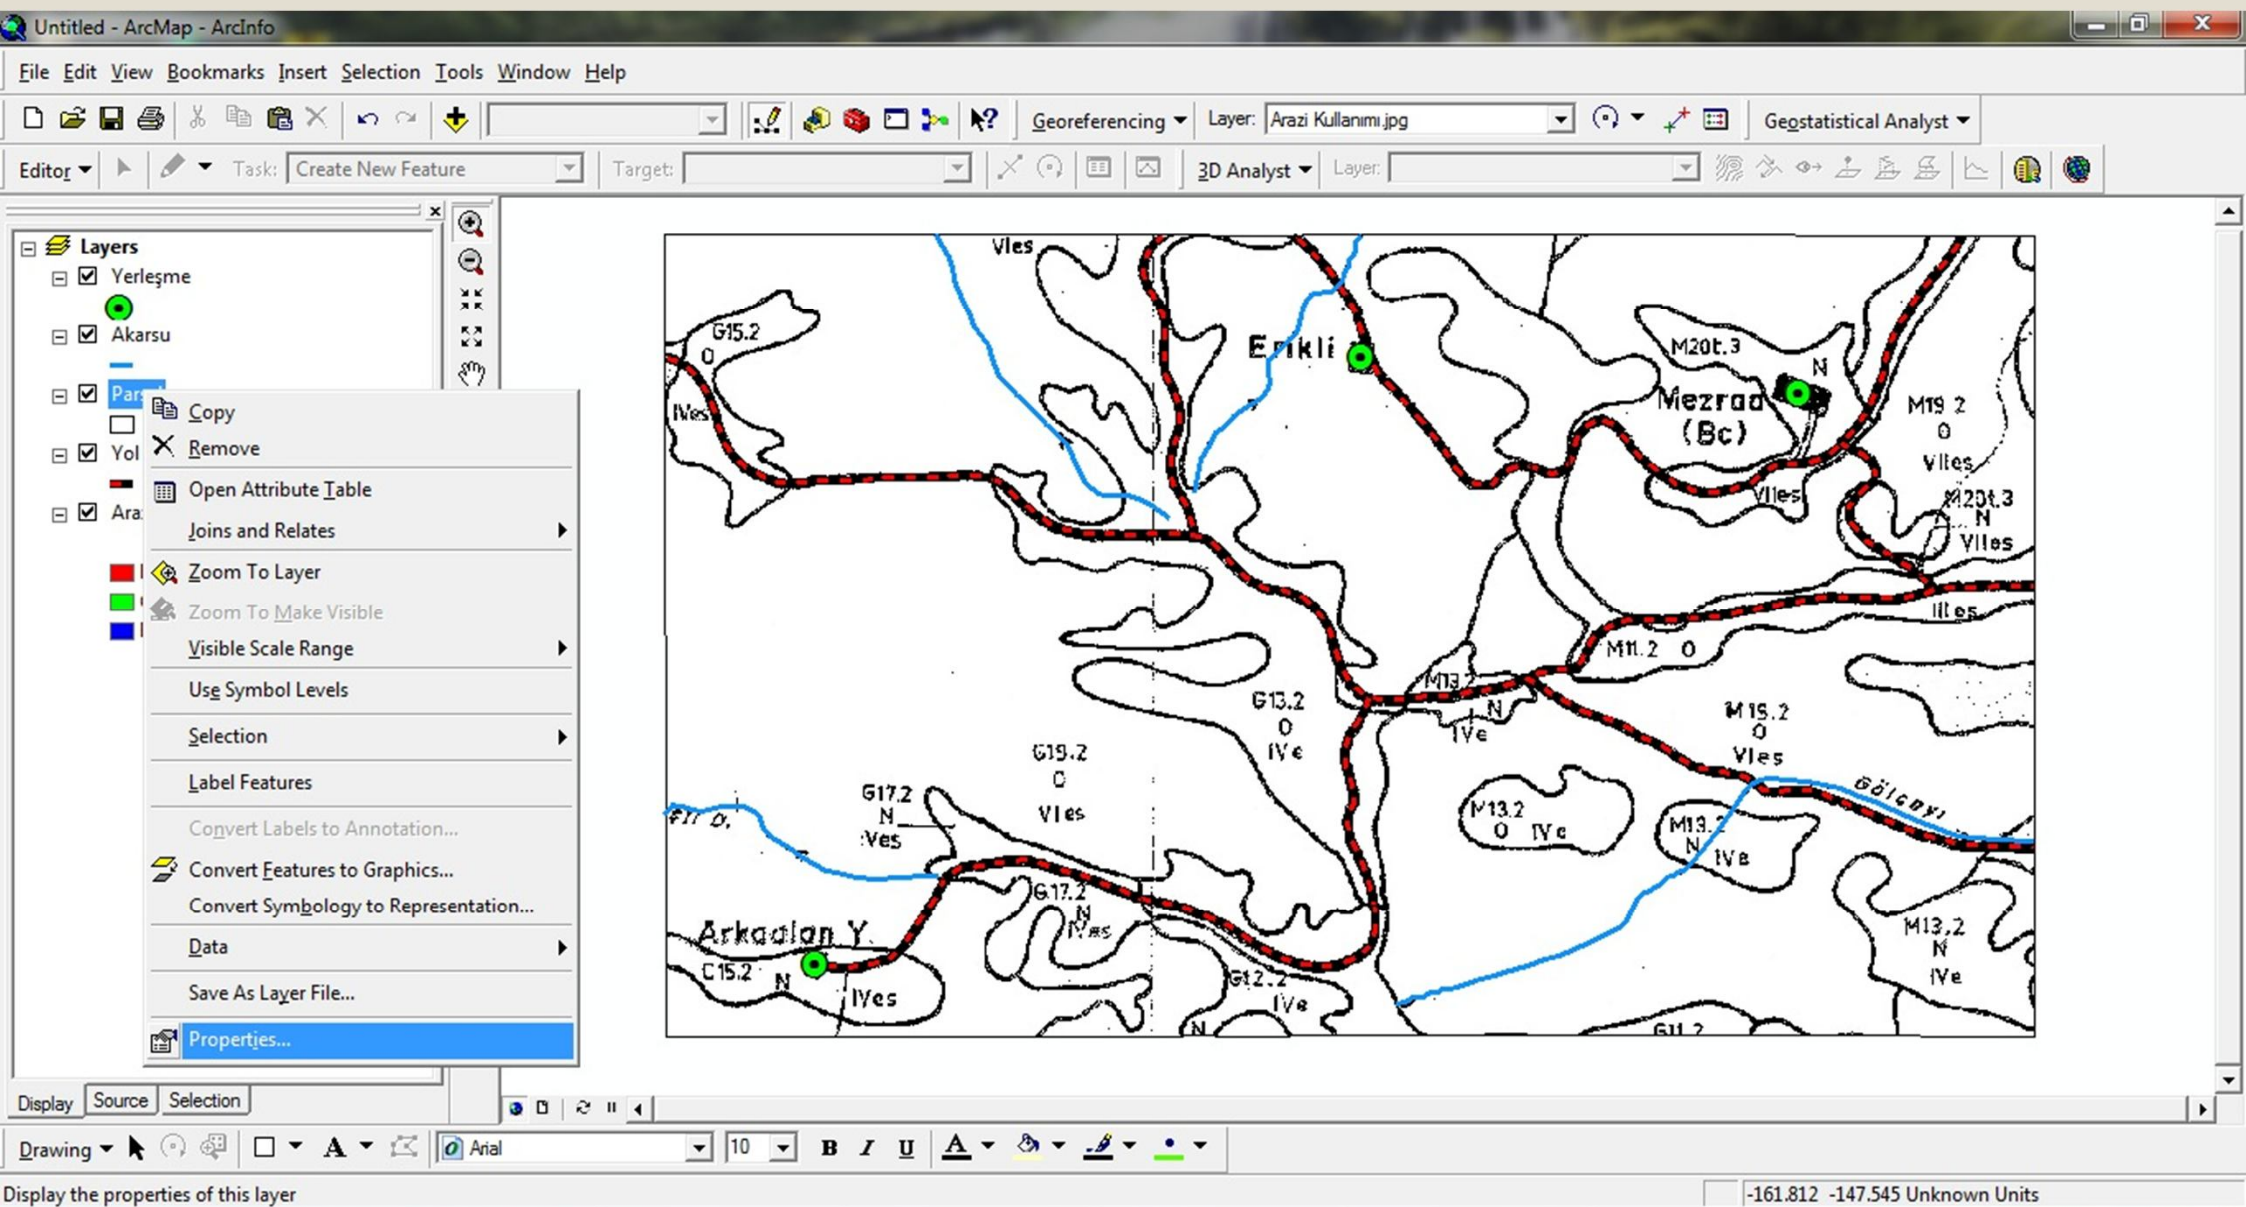 Untitled - ArcMap - ArcInfo
File Edit View Bookmarks Insert Selection Tools Window Help
Georeferencing Layer: Arazi Kullanımı.jpg Geostatistical Analyst
Editor Task: Create New Feature Target: 3D Analyst Layer:
Layers
Yerleşme
Akarsu
Yol
Copy
Remove
Open Attribute Table
Joins and Relates
Zoom To Layer
Zoom To Make Visible
Visible Scale Range
Use Symbol Levels
Selection
Label Features
Convert Labels to Annotation...
Convert Features to Graphics...
Convert Symbology to Representation...
Data
Save As Layer File...
Properties...
VIes
G15.2
O
IVes
Erikli
M20t.3
N
Mezraa
(Bc)
M19 2
O
VIIes
VIIes
M20t.3
N
VIIes
M11.2 O
M13.2
N
IVe
G13.2
O
IVe
M15.2
O
VIes
G19.2
O
VIes
G17.2
N
M13.2
O IVe
M13.2
N IVe
Gölçayı
G17.2
N
IVes
Arkaalan Y.
C15.2
N
IVes
G12.2
IVe
N
M13.2
N
IVe
G11.2
Display Source Selection
Drawing A Arial 10 B I U A
Display the properties of this layer
-161.812 -147.545 Unknown Units